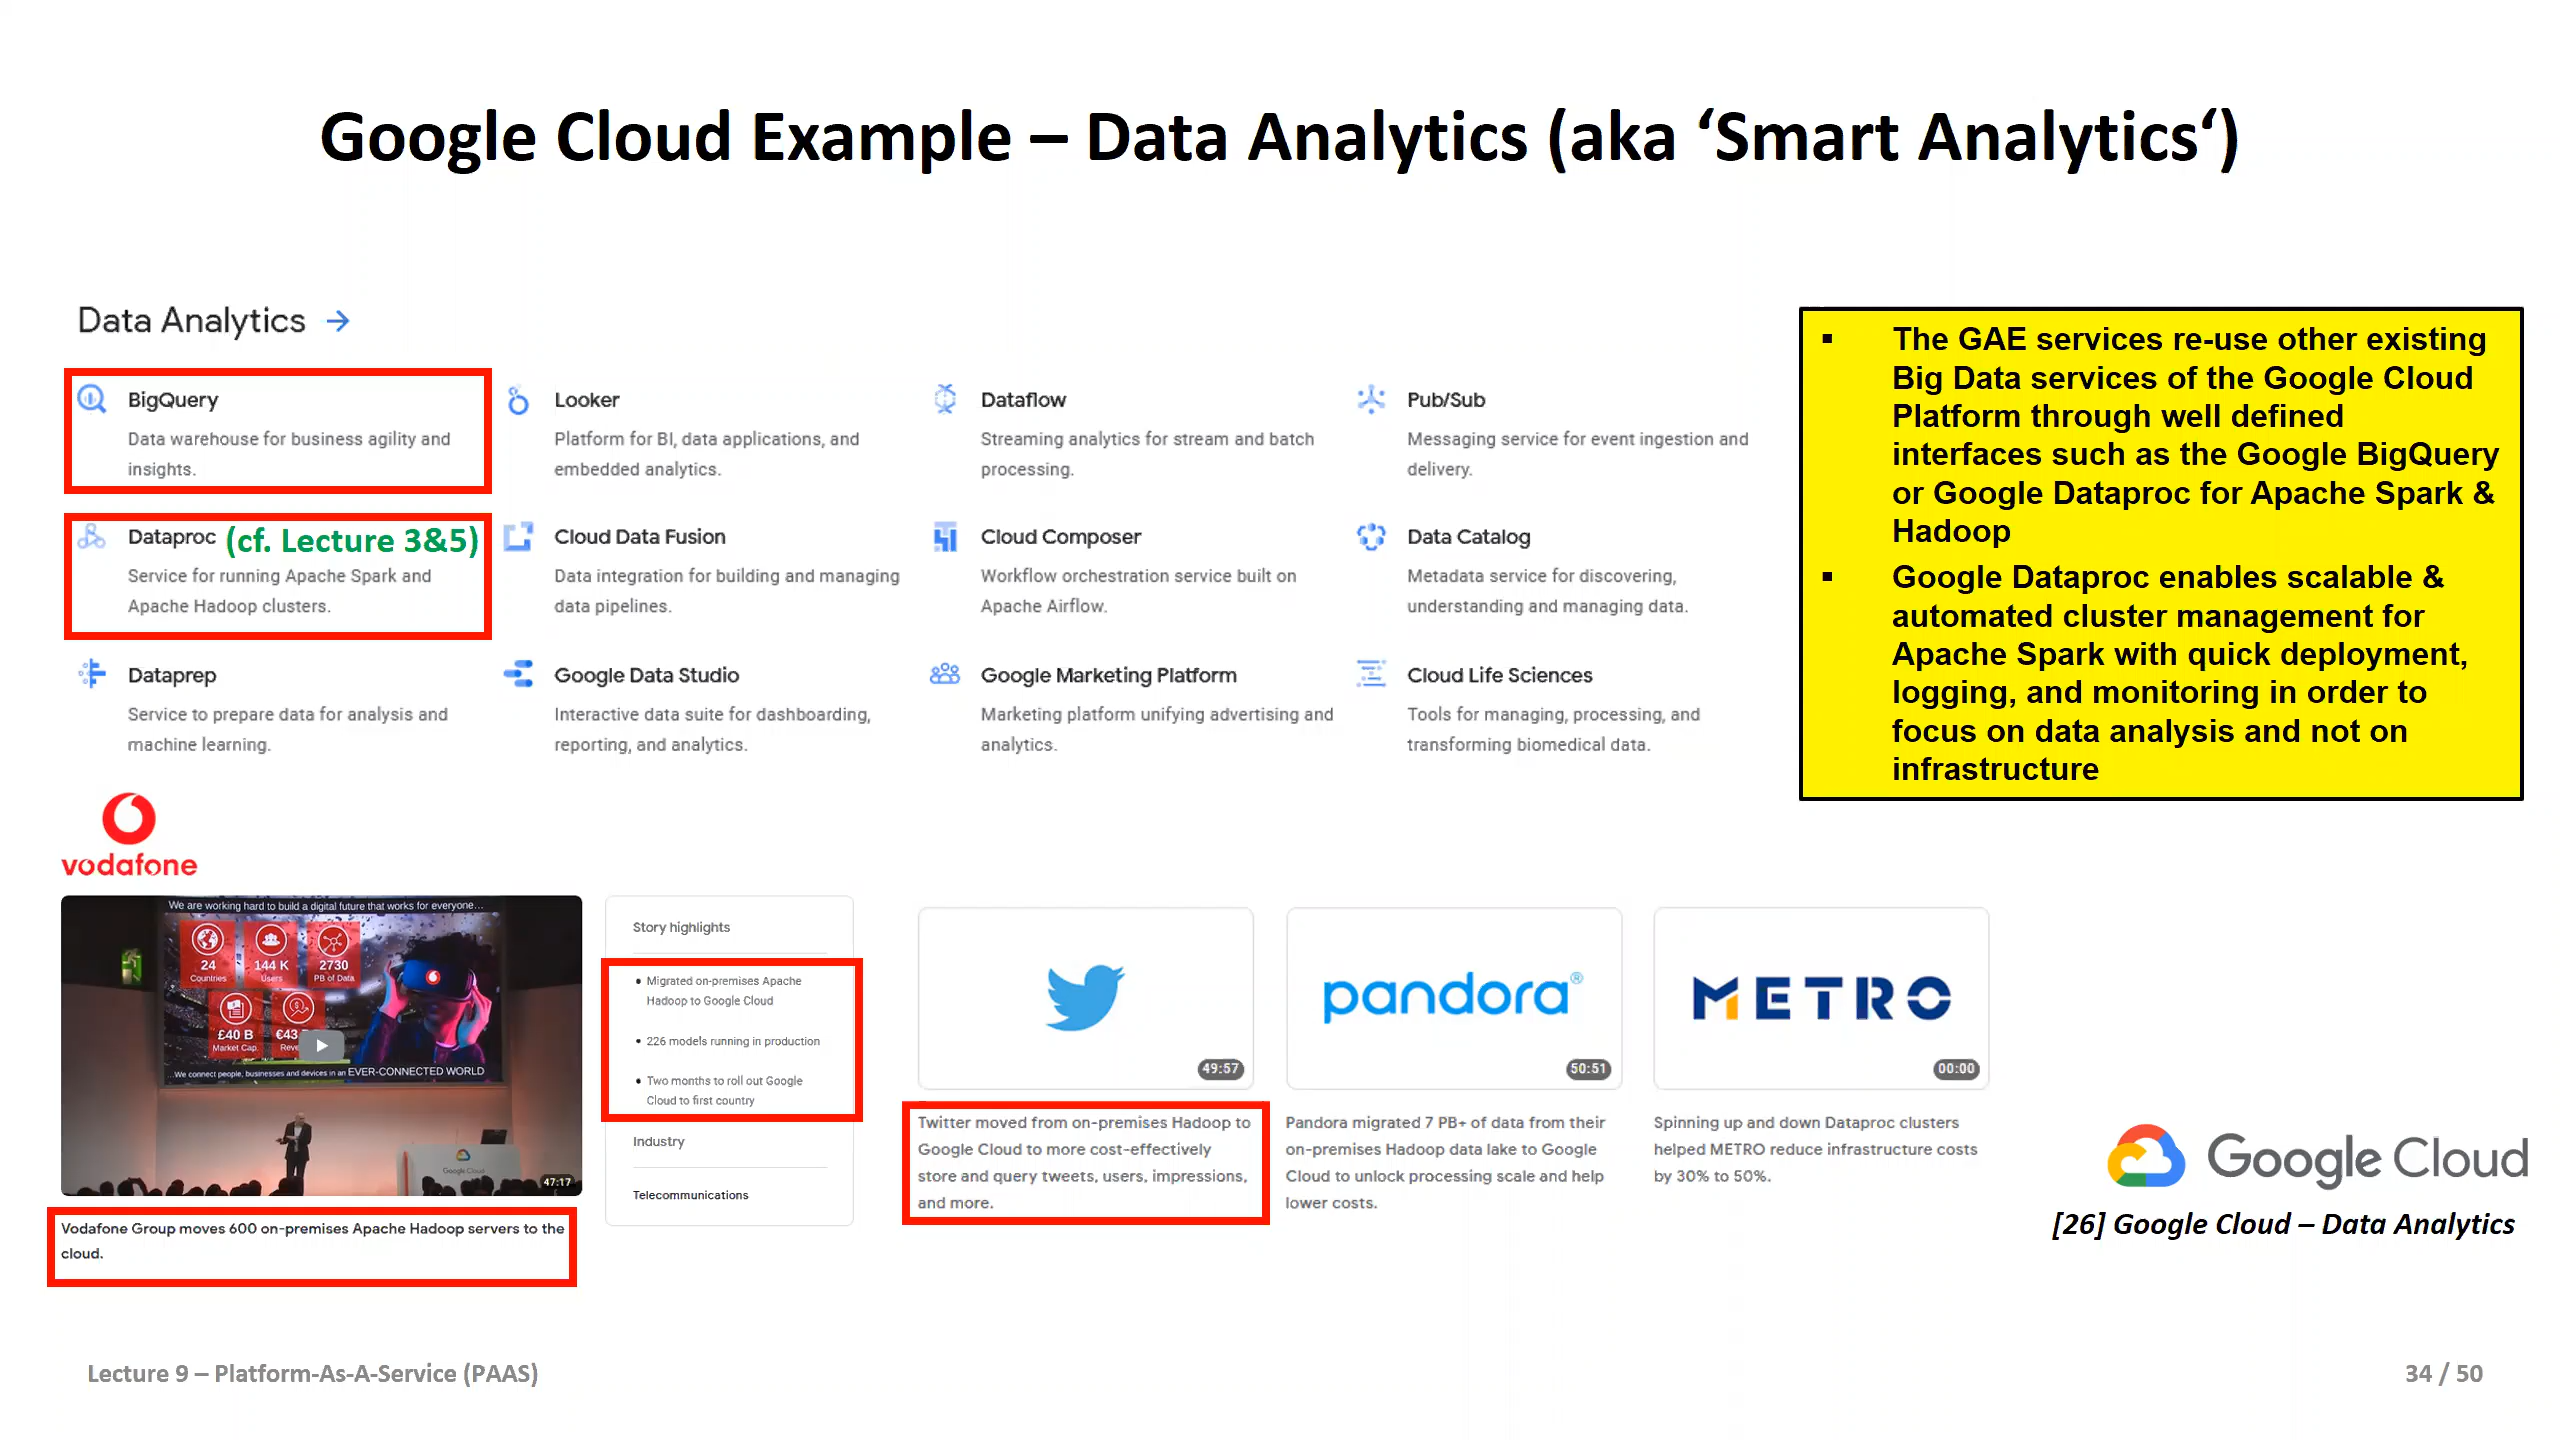 Google Cloud Example – Data Analytics (aka ‘Smart Analytics‘)
Data Analytics →
BigQuery
Data warehouse for business agility and
insights.
Looker
Platform for BI, data applications, and
embedded analytics.
Dataflow
Streaming analytics for stream and batch
processing.
Pub/Sub
Messaging service for event ingestion and
delivery.
Dataproc (cf. Lecture 3&5)
Service for running Apache Spark and
Apache Hadoop clusters.
Cloud Data Fusion
Data integration for building and managing
data pipelines.
Cloud Composer
Workflow orchestration service built on
Apache Airflow.
Data Catalog
Metadata service for discovering,
understanding and managing data.
Dataprep
Service to prepare data for analysis and
machine learning.
Google Data Studio
Interactive data suite for dashboarding,
reporting, and analytics.
Google Marketing Platform
Marketing platform unifying advertising and
analytics.
Cloud Life Sciences
Tools for managing, processing, and
transforming biomedical data.
▪ The GAE services re-use other existing
Big Data services of the Google Cloud
Platform through well defined
interfaces such as the Google BigQuery
or Google Dataproc for Apache Spark &
Hadoop
▪ Google Dataproc enables scalable &
automated cluster management for
Apache Spark with quick deployment,
logging, and monitoring in order to
focus on data analysis and not on
infrastructure
vodafone
We are working hard to build a digital future that works for everyone...
24
Countries
144 K
Users
2730
PB of Data
£40 B
Market Cap.
€43
Reve
...We connect people, businesses and devices in an EVER-CONNECTED WORLD
Google Cloud
47:17
Vodafone Group moves 600 on-premises Apache Hadoop servers to the
cloud.
Story highlights
• Migrated on-premises Apache
Hadoop to Google Cloud
• 226 models running in production
• Two months to roll out Google
Cloud to first country
Industry
Telecommunications
49:57
Twitter moved from on-premises Hadoop to
Google Cloud to more cost-effectively
store and query tweets, users, impressions,
and more.
pandora®
50:51
Pandora migrated 7 PB+ of data from their
on-premises Hadoop data lake to Google
Cloud to unlock processing scale and help
lower costs.
METRO
00:00
Spinning up and down Dataproc clusters
helped METRO reduce infrastructure costs
by 30% to 50%.
Google Cloud
[26] Google Cloud – Data Analytics
Lecture 9 – Platform-As-A-Service (PAAS)
34 / 50